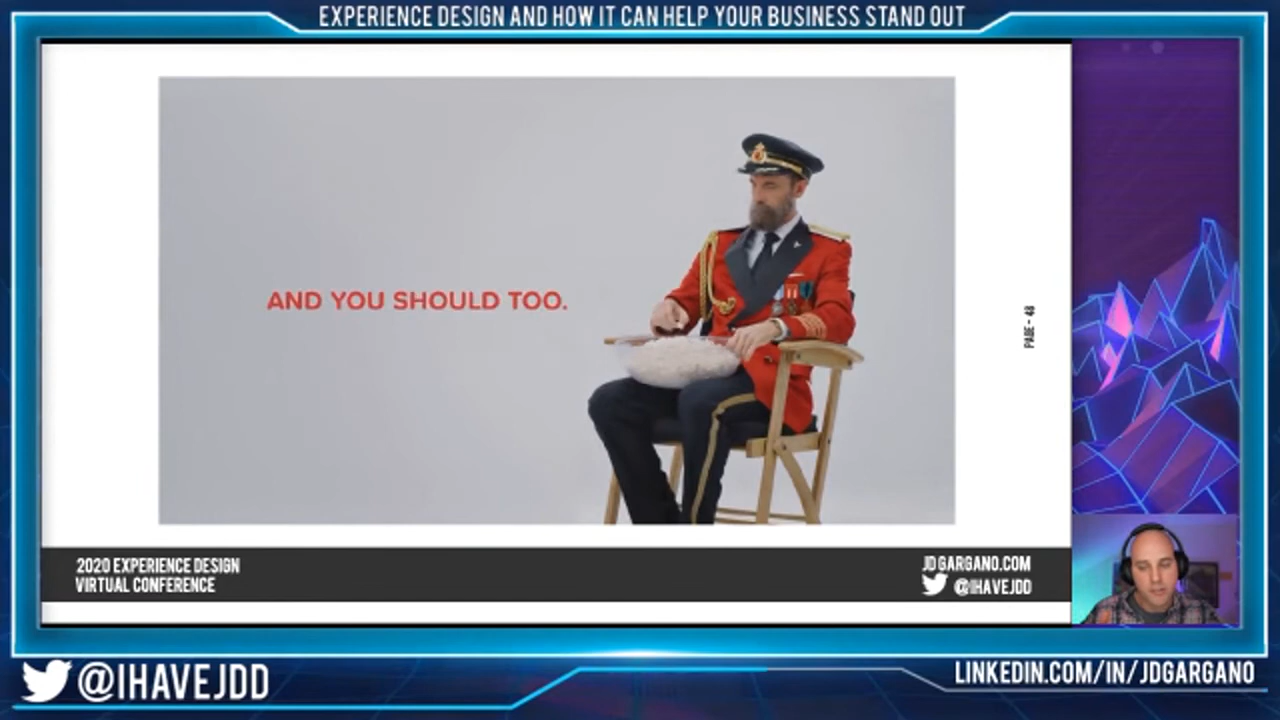 EXPERIENCE DESIGN AND HOW IT CAN HELP YOUR BUSINESS STAND OUT
AND YOU SHOULD TOO.
PAGE - 48
2020 EXPERIENCE DESIGN
VIRTUAL CONFERENCE
JDGARGANO.COM
@IHAVEJDD
@IHAVEJDD
LINKEDIN.COM/IN/JDGARGANO